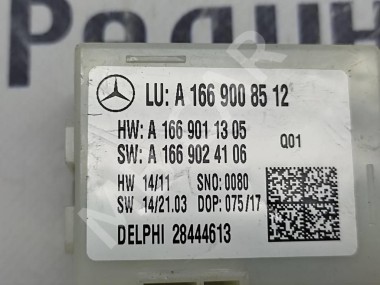 LU: A 166 900 85 12
HW: A 166 901 13 05
SW: A 166 902 41 06
Q01
HW 14/11 SNO: 0080
SW 14/21.03 DOP: 075/17
DELPHI 28444613